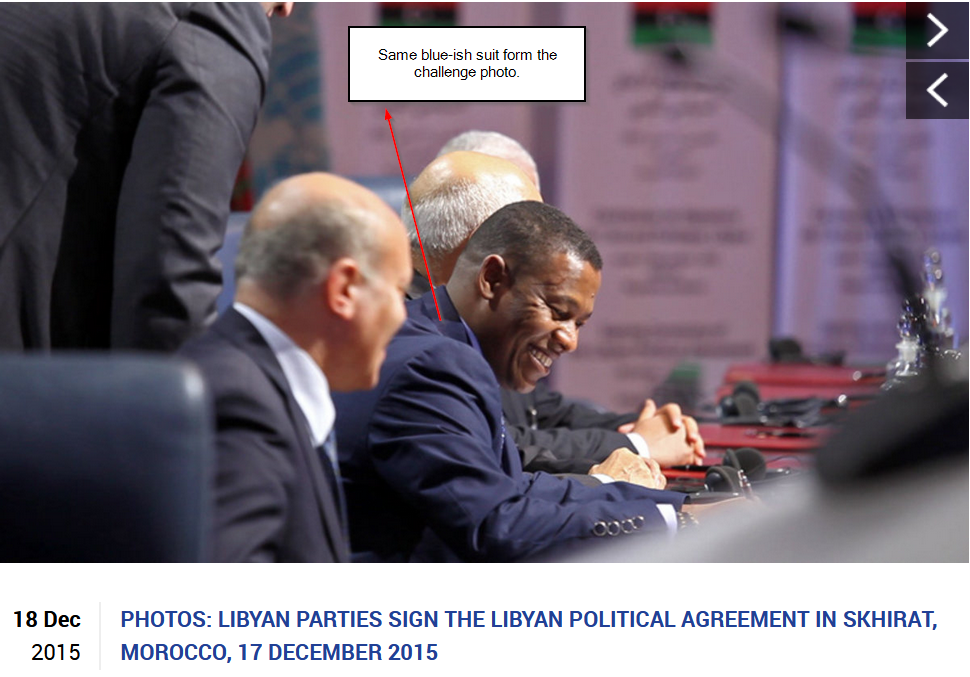 Same blue-ish suit form the
challenge photo.
18 Dec
2015
PHOTOS: LIBYAN PARTIES SIGN THE LIBYAN POLITICAL AGREEMENT IN SKHIRAT,
MOROCCO, 17 DECEMBER 2015